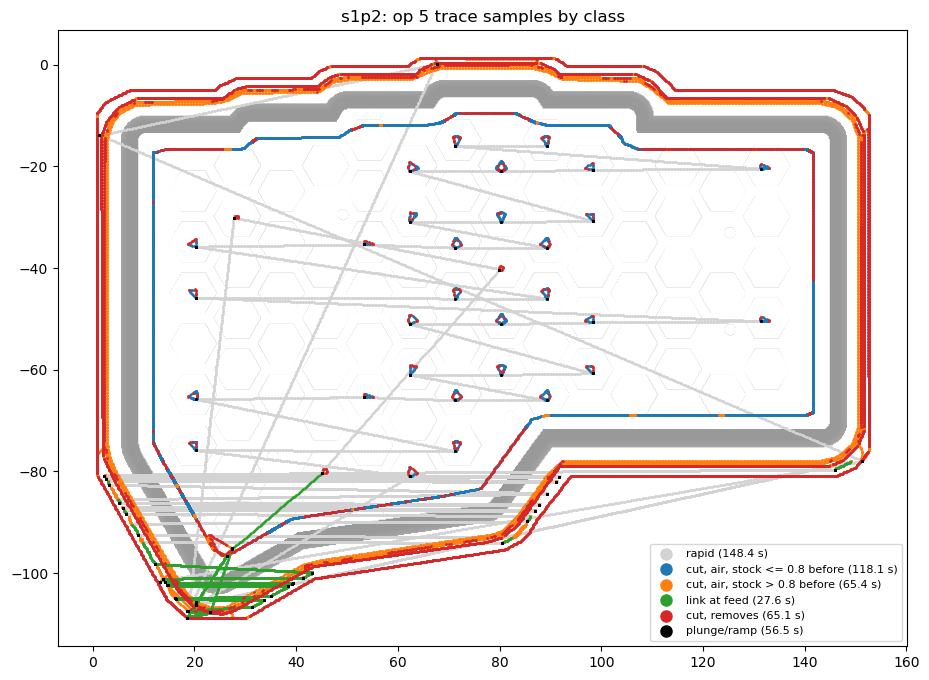 s1p2: op 5 trace samples by class
0
−20
−40
−60
−80
−100
0
20
40
60
80
100
120
140
160
rapid (148.4 s)
cut, air, stock <= 0.8 before (118.1 s)
cut, air, stock > 0.8 before (65.4 s)
link at feed (27.6 s)
cut, removes (65.1 s)
plunge/ramp (56.5 s)